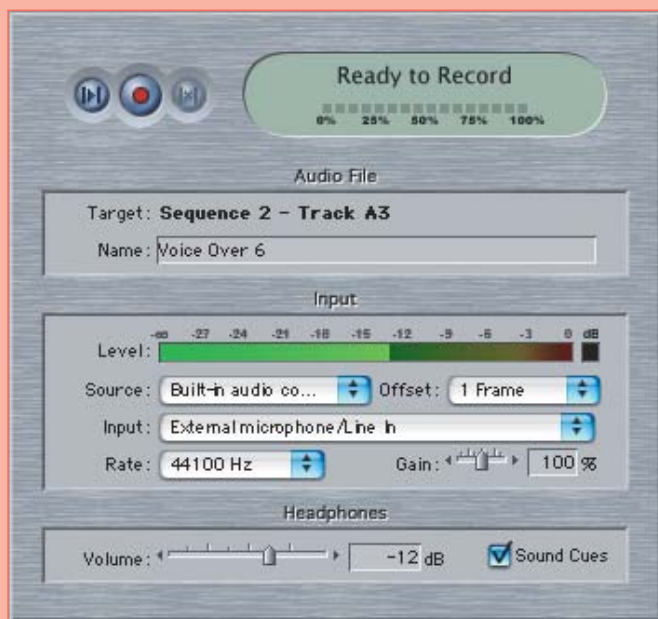 Ready to Record
0% 25% 50% 75% 100%
Audio File
Target: Sequence 2 - Track A3
Name: Voice Over 6
Input
-∞ -27 -24 -21 -18 -15 -12 -9 -6 -3 0 dB
Level:
Source: Built-in audio co... Offset: 1 Frame
Input: External microphone/Line In
Rate: 44100 Hz Gain: 100 %
Headphones
Volume: -12 dB Sound Cues